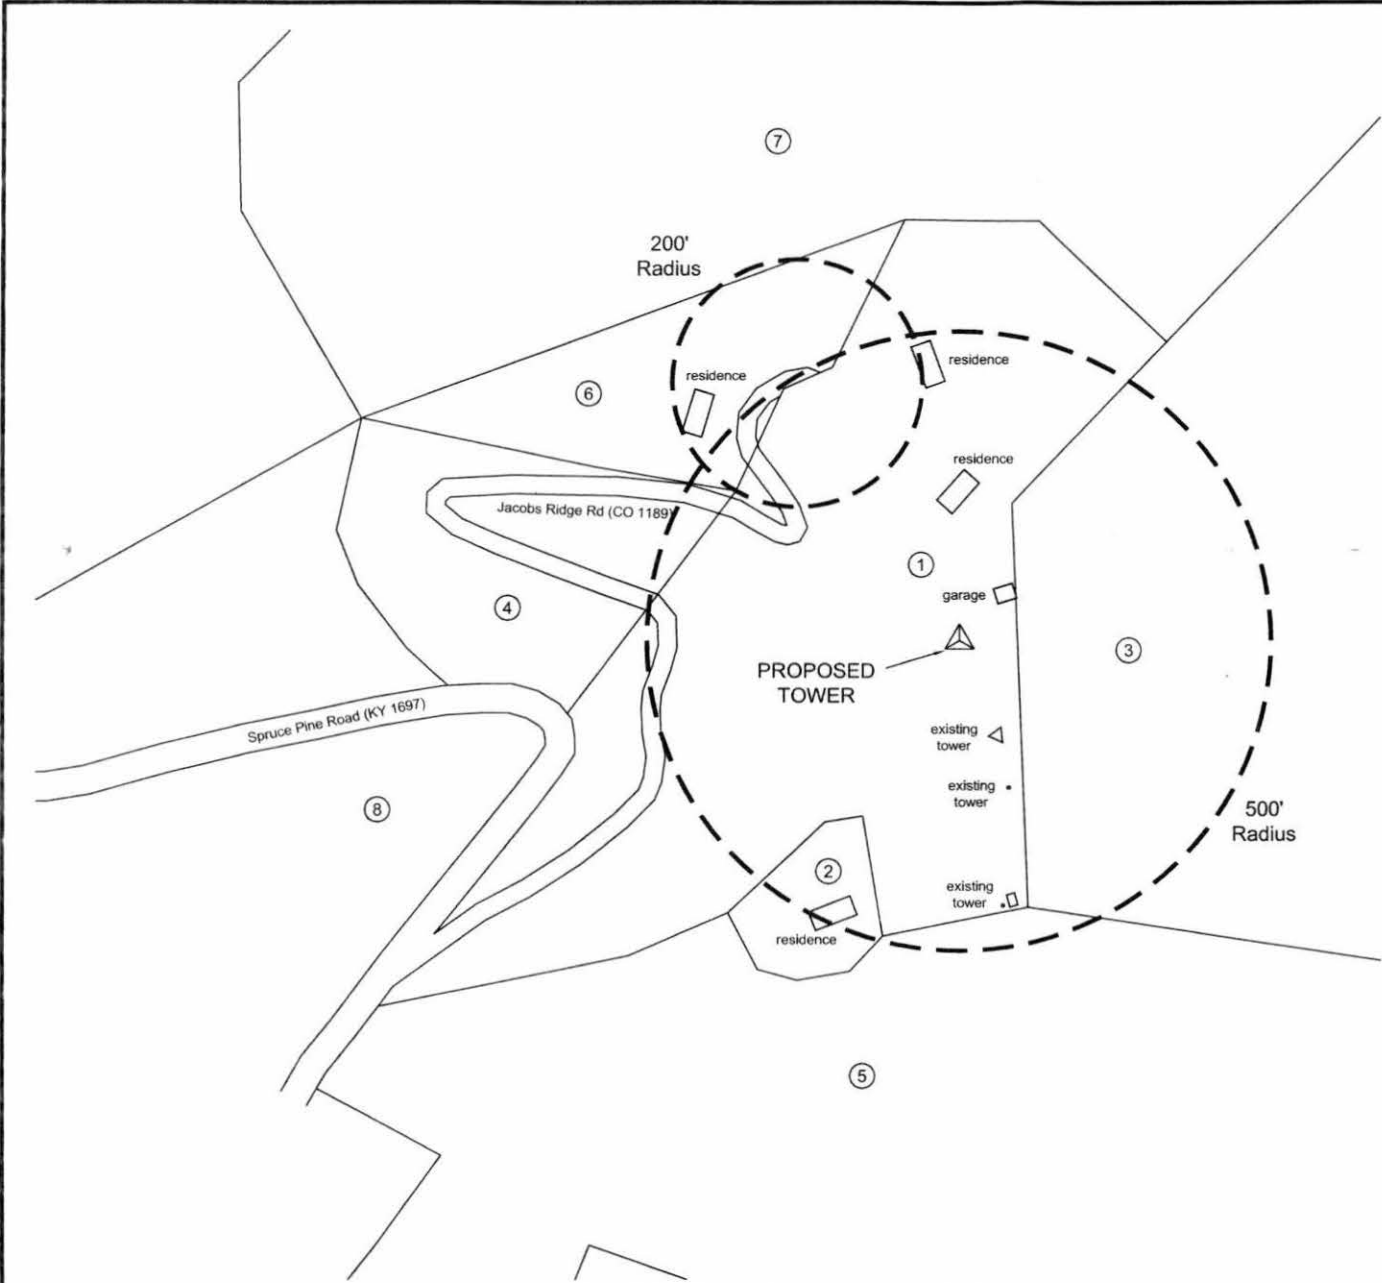 7
200'
Radius
residence
residence
6
residence
Jacobs Ridge Rd (CO 1189)
1
garage
4
3
PROPOSED
TOWER
Spruce Pine Road (KY 1697)
existing
tower
existing
tower
8
500'
Radius
2
existing
tower
residence
5